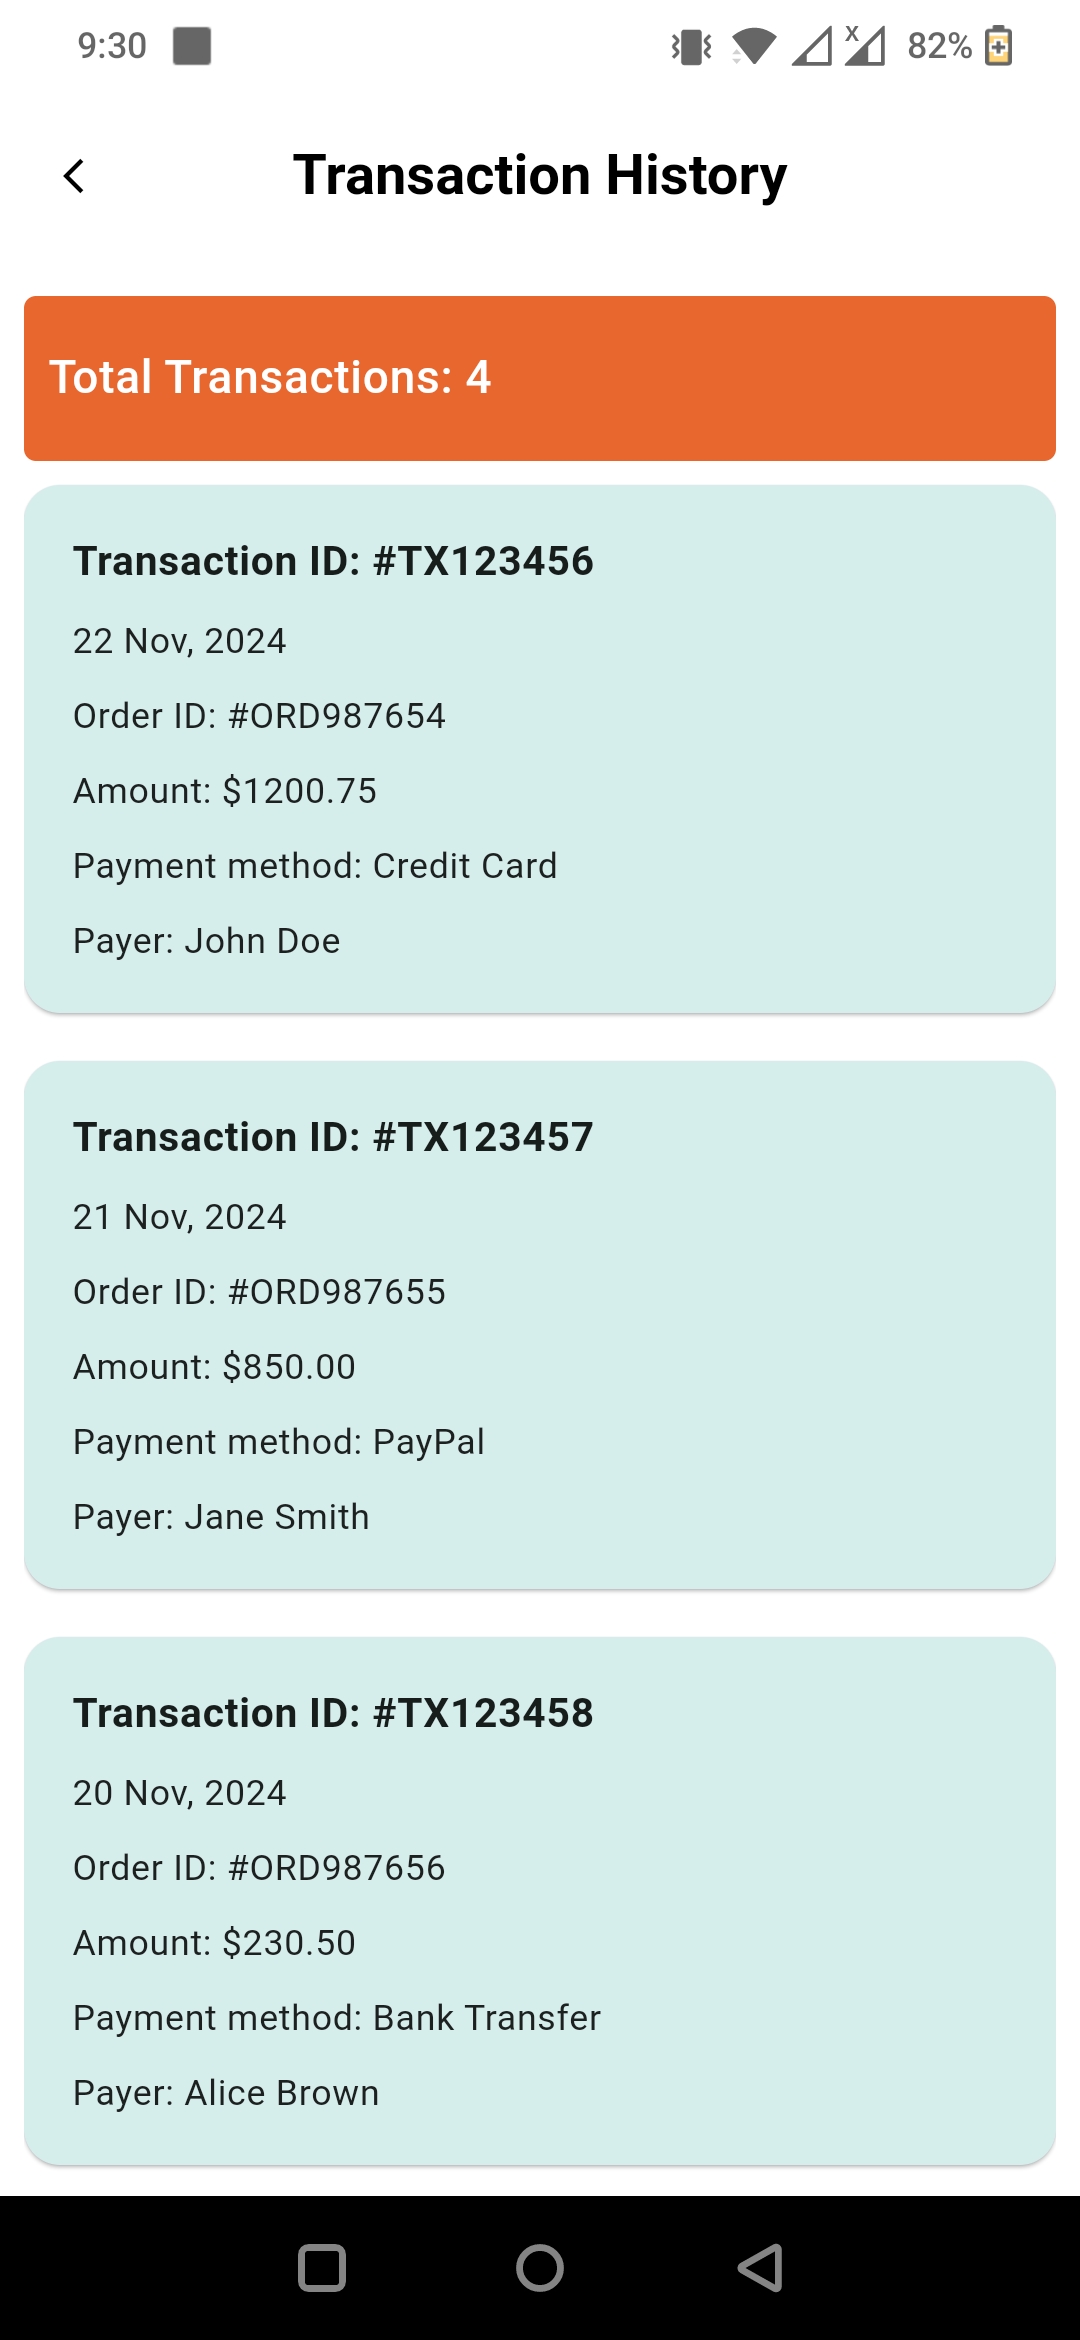 9:30
X
82%
Transaction History
Total Transactions: 4
Transaction ID: #TX123456
22 Nov, 2024
Order ID: #ORD987654
Amount: $1200.75
Payment method: Credit Card
Payer: John Doe
Transaction ID: #TX123457
21 Nov, 2024
Order ID: #ORD987655
Amount: $850.00
Payment method: PayPal
Payer: Jane Smith
Transaction ID: #TX123458
20 Nov, 2024
Order ID: #ORD987656
Amount: $230.50
Payment method: Bank Transfer
Payer: Alice Brown